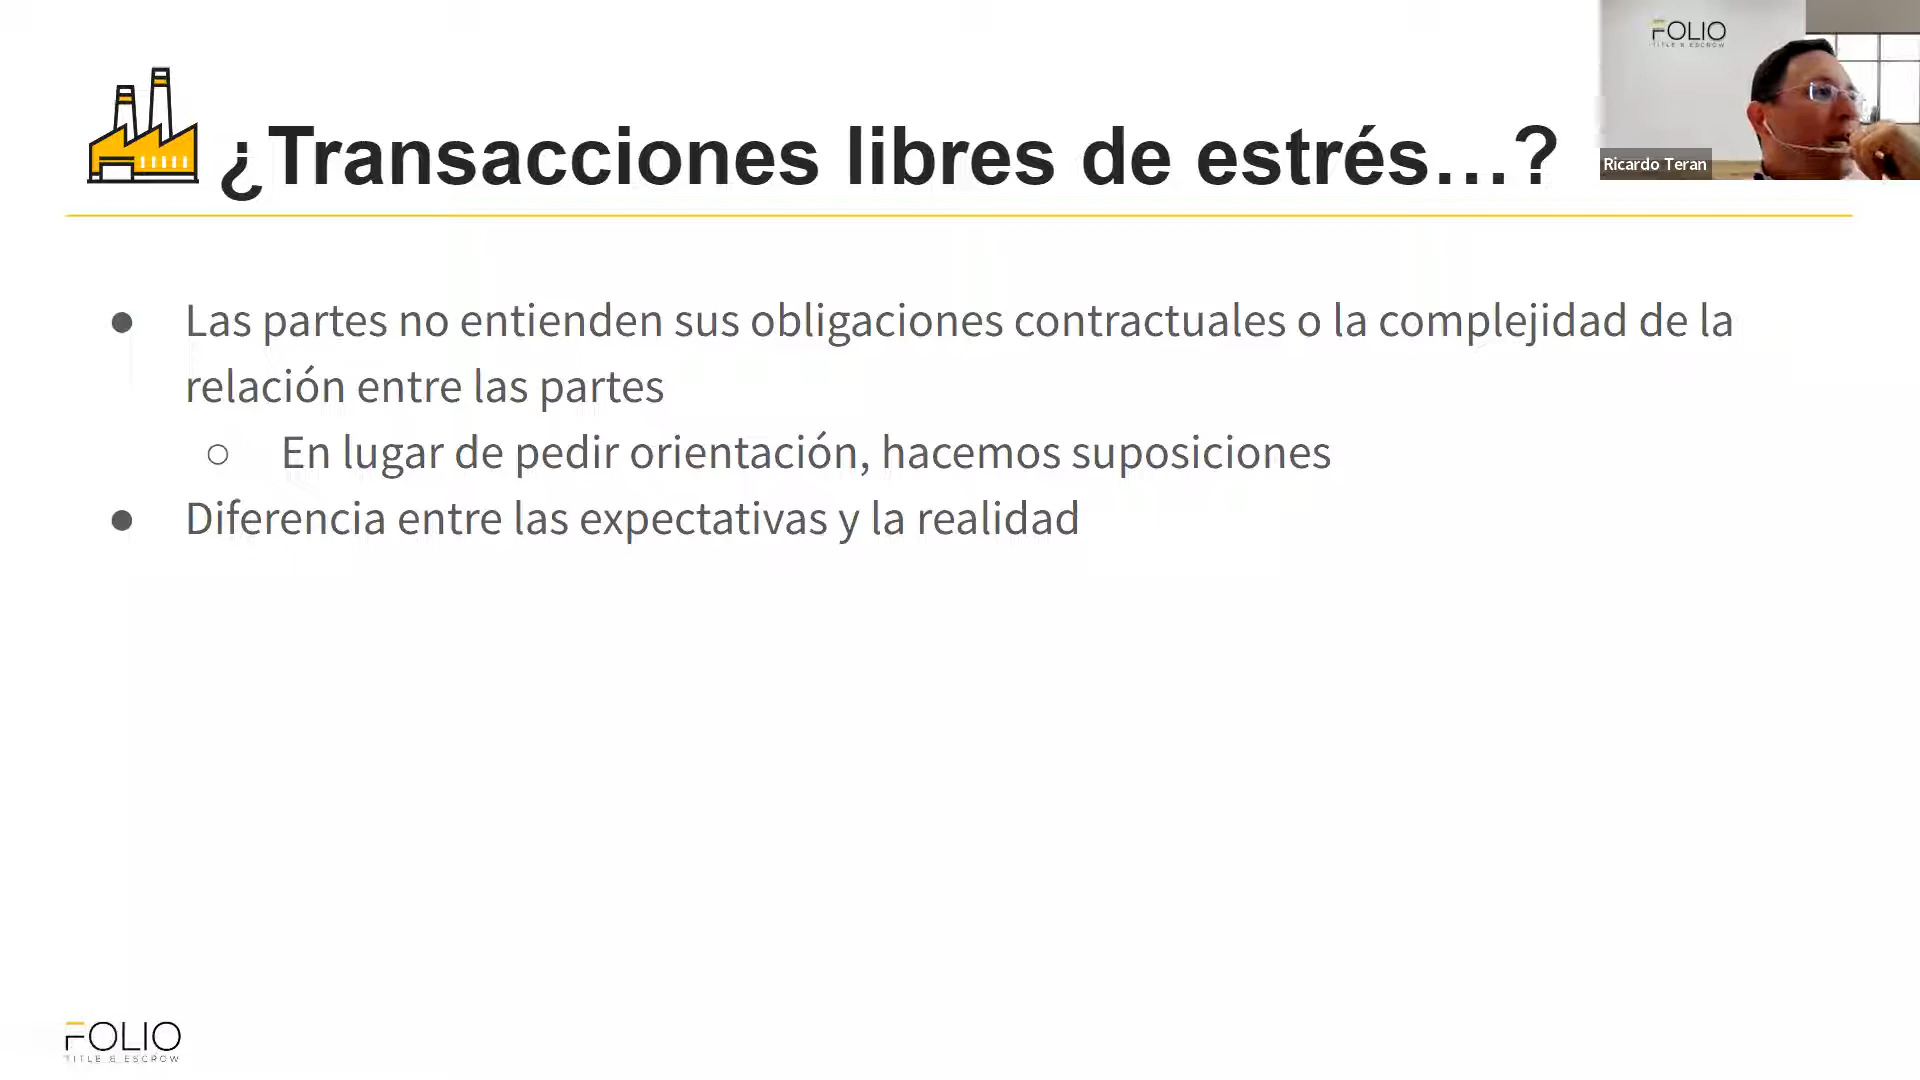 FOLIO
TITLE & ESCROW
¿Transacciones libres de estrés...?
Ricardo Teran
● Las partes no entienden sus obligaciones contractuales o la complejidad de la
relación entre las partes
○ En lugar de pedir orientación, hacemos suposiciones
● Diferencia entre las expectativas y la realidad
FOLIO
TITLE & ESCROW